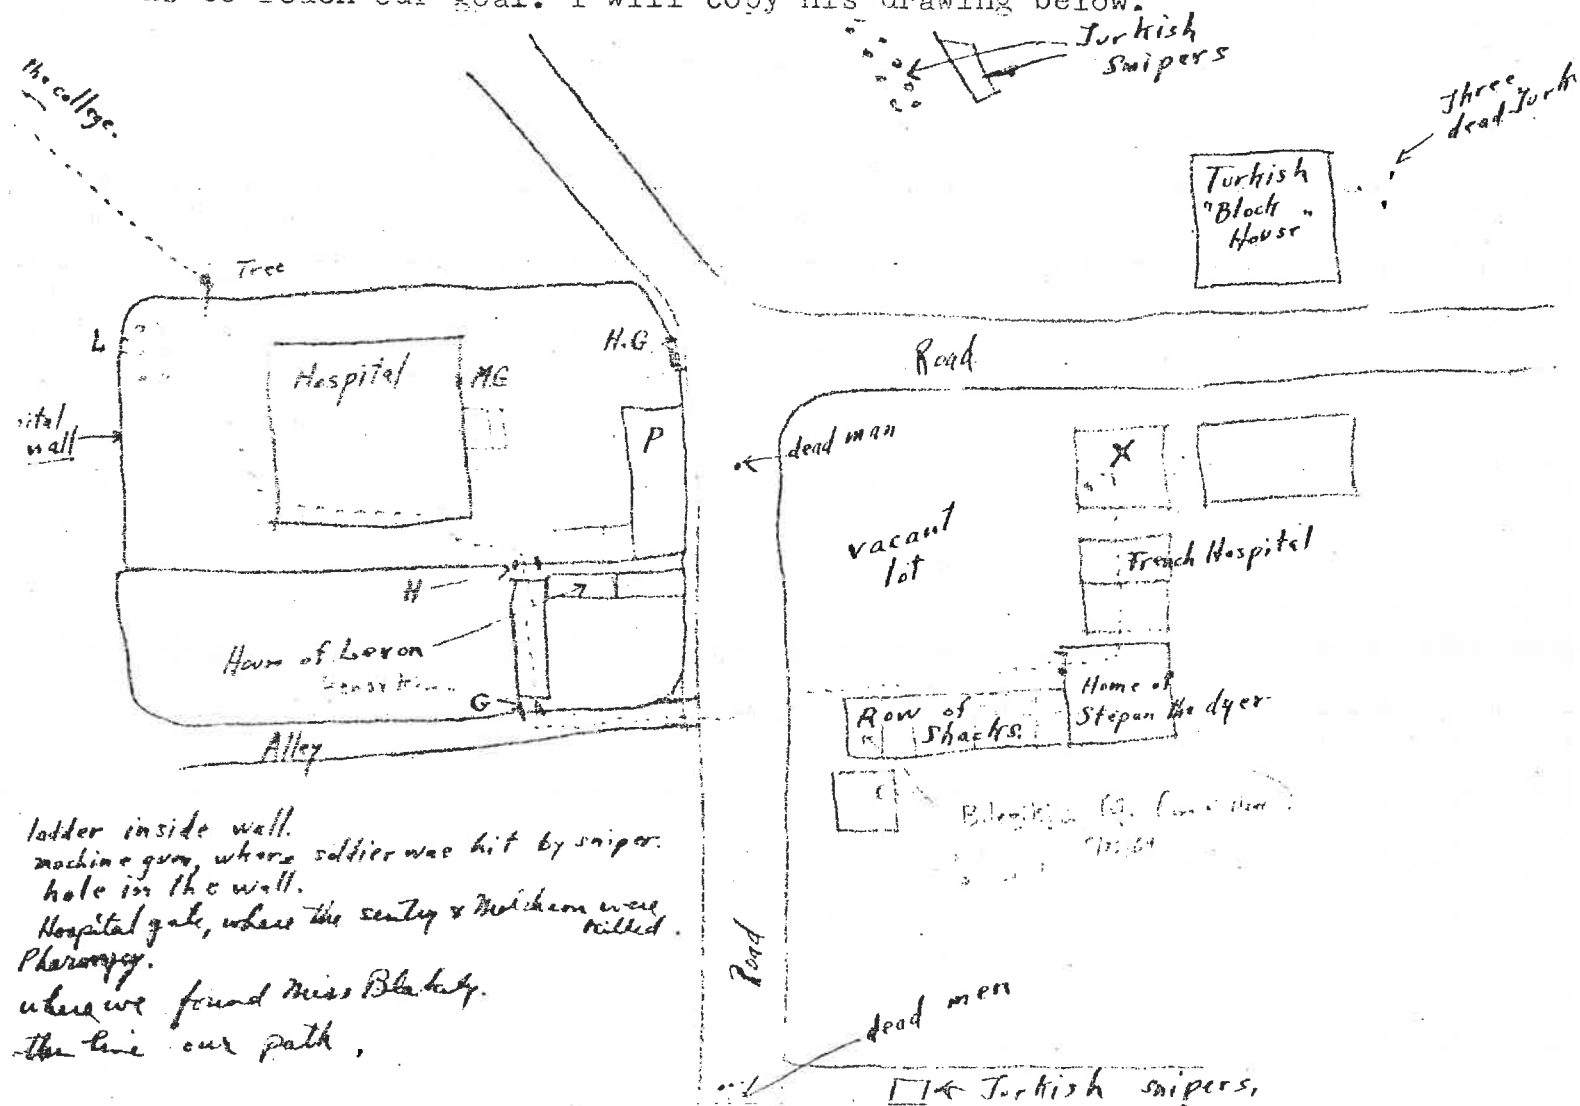 to reach our goal. I will copy his drawing below.
Turkish
Snipers
the college.
Three
dead Turk
Turkish
"Block
House"
Tree
L
H.G
Hospital
MG
Road
ital
wall
P
dead man
X
vacant
lot
French Hospital
H
House of Levon
G
Home of
Stepan the dyer
Row of
Shacks.
Alley
ladder inside wall.
machine gun, where soldier was hit by sniper.
hole in the wall.
Hospital gate, where the sentry & Melcheon were
killed.
Pharmacy.
where we found Miss Blakely.
the line our path.
Road
dead men
Turkish snipers.